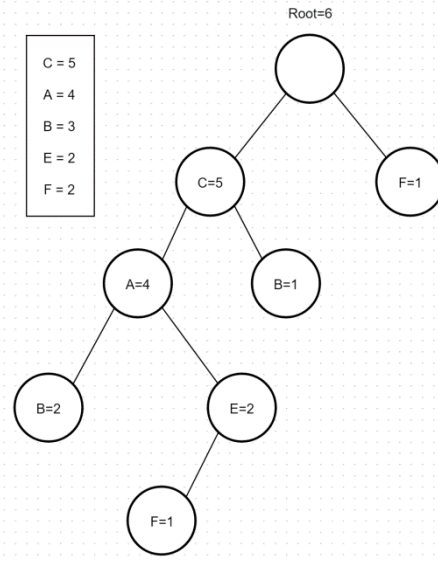 Root=6
C = 5
A = 4
B = 3
E = 2
F = 2
C=5
F=1
A=4
B=1
B=2
E=2
F=1